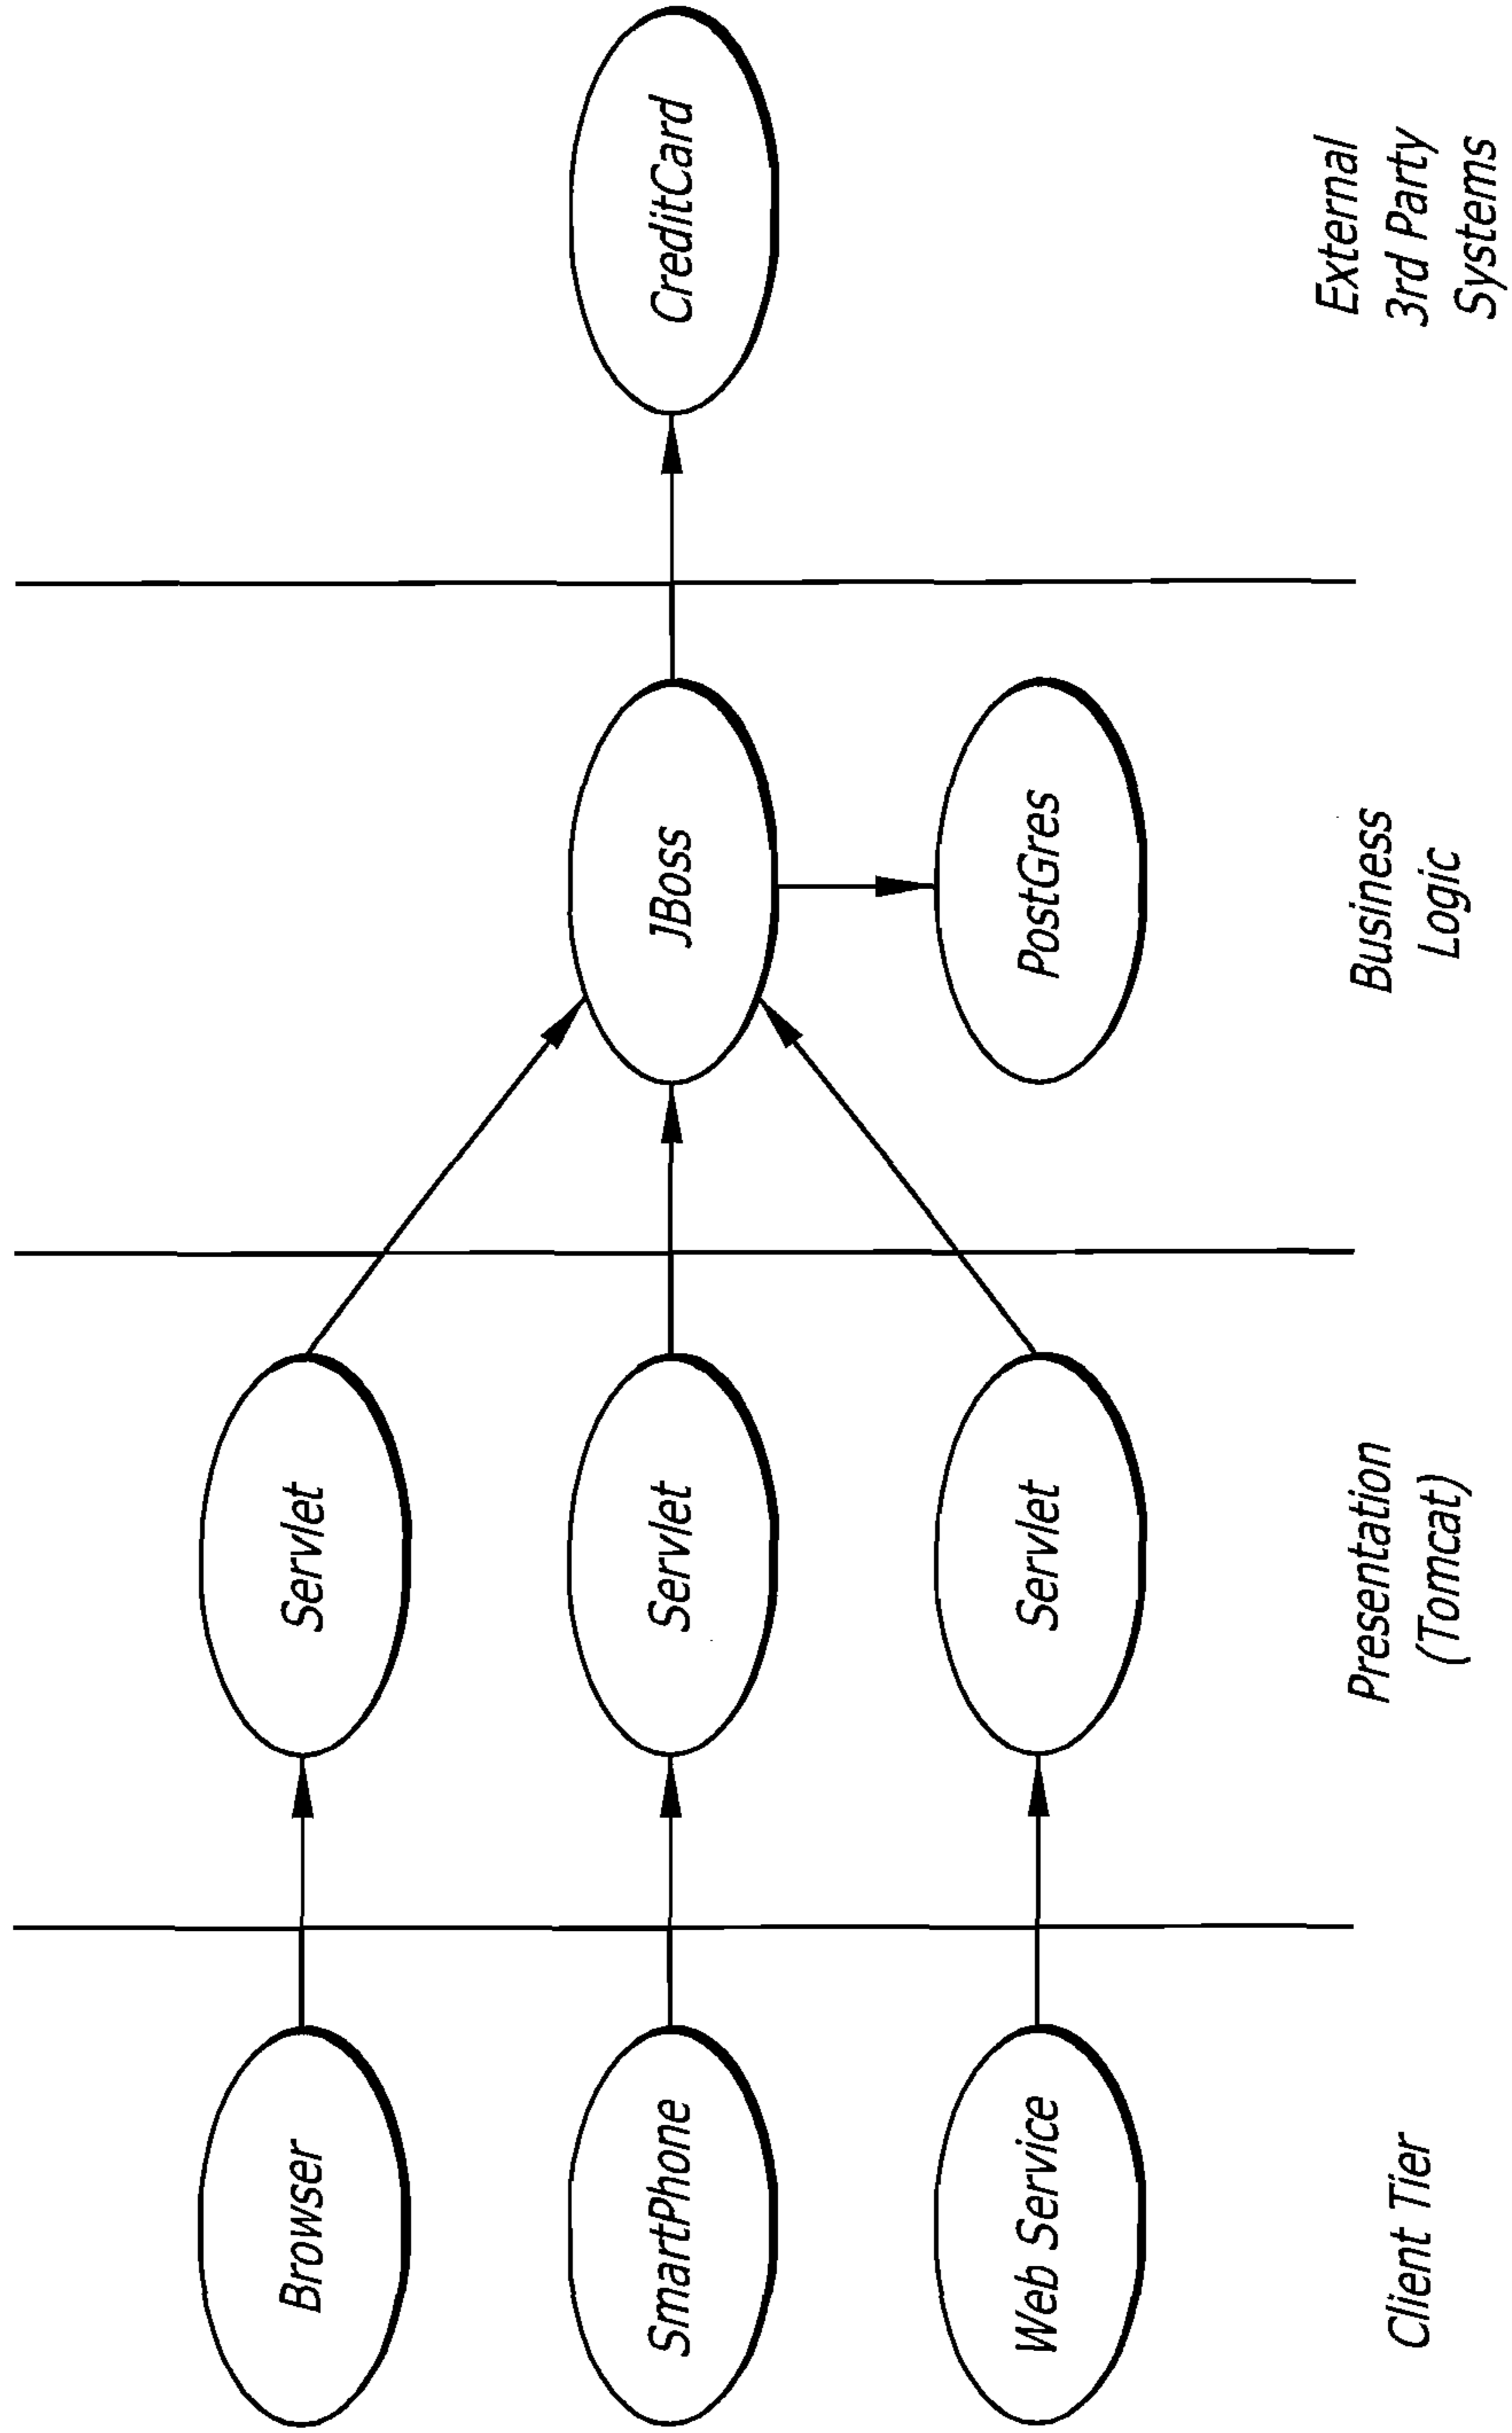 Browser
Servlet
SmartPhone
Servlet
JBoss
CreditCard
Web Service
Servlet
PostGres
Client Tier
Presentation
(Tomcat)
Business
Logic
External
3rd Party
Systems